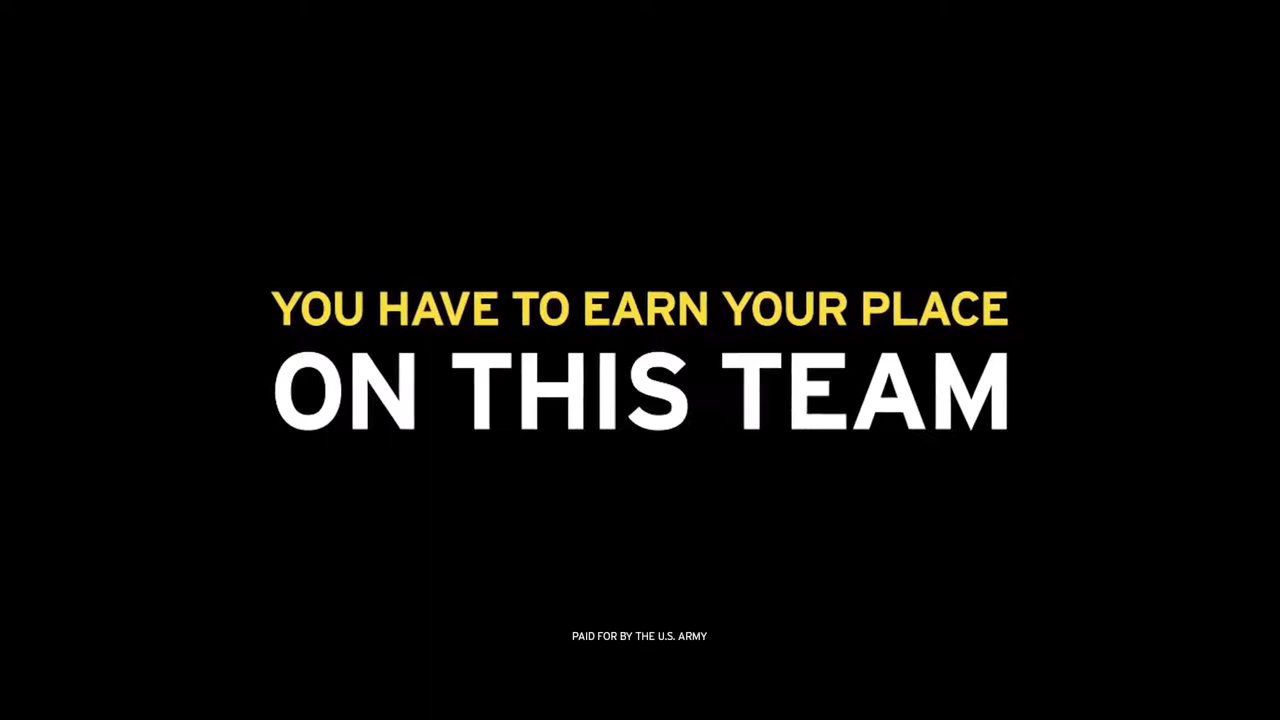 YOU HAVE TO EARN YOUR PLACE
ON THIS TEAM
PAID FOR BY THE U.S. ARMY